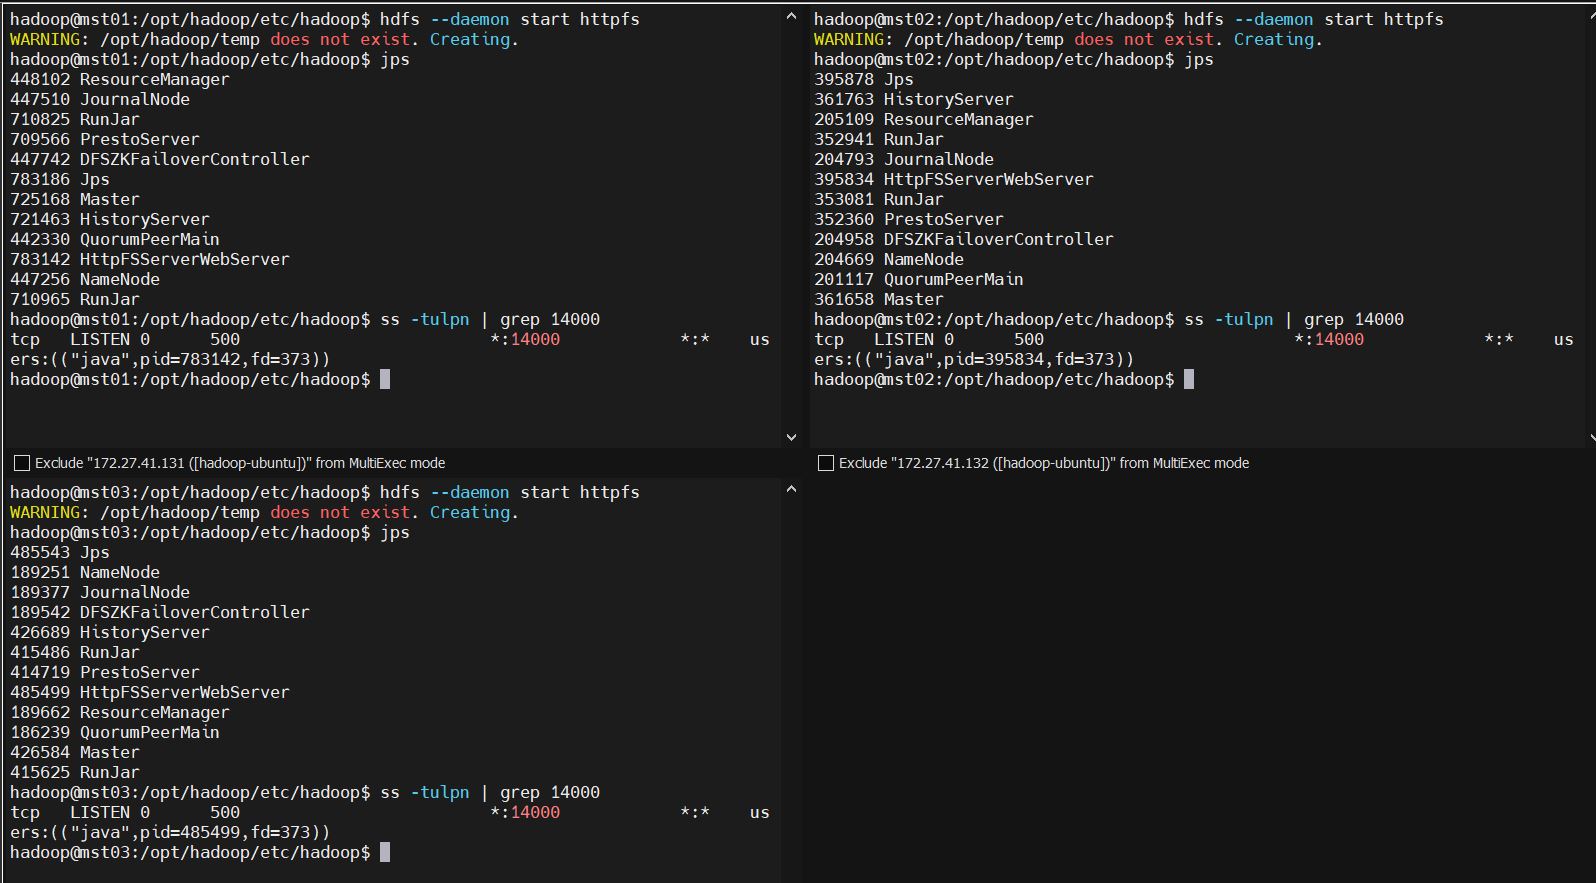 hadoop@mst01:/opt/hadoop/etc/hadoop$ hdfs --daemon start httpfs
WARNING: /opt/hadoop/temp does not exist. Creating.
hadoop@mst01:/opt/hadoop/etc/hadoop$ jps
448102 ResourceManager
447510 JournalNode
710825 RunJar
709566 PrestoServer
447742 DFSZKFailoverController
783186 Jps
725168 Master
721463 HistoryServer
442330 QuorumPeerMain
783142 HttpFSServerWebServer
447256 NameNode
710965 RunJar
hadoop@mst01:/opt/hadoop/etc/hadoop$ ss -tulpn | grep 14000
tcp   LISTEN 0      500                         *:14000            *:*    us
ers:(("java",pid=783142,fd=373))
hadoop@mst01:/opt/hadoop/etc/hadoop$
Exclude "172.27.41.131 ([hadoop-ubuntu])" from MultiExec mode
hadoop@mst02:/opt/hadoop/etc/hadoop$ hdfs --daemon start httpfs
WARNING: /opt/hadoop/temp does not exist. Creating.
hadoop@mst02:/opt/hadoop/etc/hadoop$ jps
395878 Jps
361763 HistoryServer
205109 ResourceManager
352941 RunJar
204793 JournalNode
395834 HttpFSServerWebServer
353081 RunJar
352360 PrestoServer
204958 DFSZKFailoverController
204669 NameNode
201117 QuorumPeerMain
361658 Master
hadoop@mst02:/opt/hadoop/etc/hadoop$ ss -tulpn | grep 14000
tcp   LISTEN 0      500                         *:14000            *:*    us
ers:(("java",pid=395834,fd=373))
hadoop@mst02:/opt/hadoop/etc/hadoop$
Exclude "172.27.41.132 ([hadoop-ubuntu])" from MultiExec mode
hadoop@mst03:/opt/hadoop/etc/hadoop$ hdfs --daemon start httpfs
WARNING: /opt/hadoop/temp does not exist. Creating.
hadoop@mst03:/opt/hadoop/etc/hadoop$ jps
485543 Jps
189251 NameNode
189377 JournalNode
189542 DFSZKFailoverController
426689 HistoryServer
415486 RunJar
414719 PrestoServer
485499 HttpFSServerWebServer
189662 ResourceManager
186239 QuorumPeerMain
426584 Master
415625 RunJar
hadoop@mst03:/opt/hadoop/etc/hadoop$ ss -tulpn | grep 14000
tcp   LISTEN 0      500                         *:14000            *:*    us
ers:(("java",pid=485499,fd=373))
hadoop@mst03:/opt/hadoop/etc/hadoop$